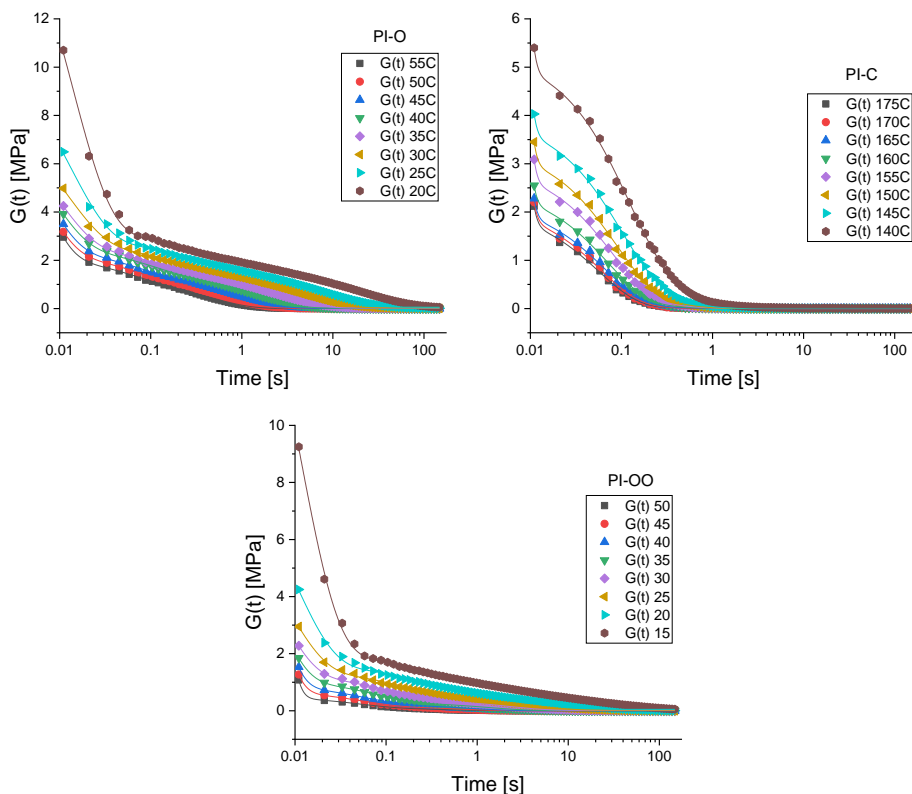 PI-O
G(t) 55C
G(t) 50C
G(t) 45C
G(t) 40C
G(t) 35C
G(t) 30C
G(t) 25C
G(t) 20C
12
10
8
6
4
2
0
G(t) [MPa]
0.01
0.1
1
10
100
Time [s]
PI-C
G(t) 175C
G(t) 170C
G(t) 165C
G(t) 160C
G(t) 155C
G(t) 150C
G(t) 145C
G(t) 140C
6
5
4
3
2
1
0
G(t) [MPa]
0.01
0.1
1
10
100
Time [s]
PI-OO
G(t) 50
G(t) 45
G(t) 40
G(t) 35
G(t) 30
G(t) 25
G(t) 20
G(t) 15
10
8
6
4
2
0
G(t) [MPa]
0.01
0.1
1
10
100
Time [s]